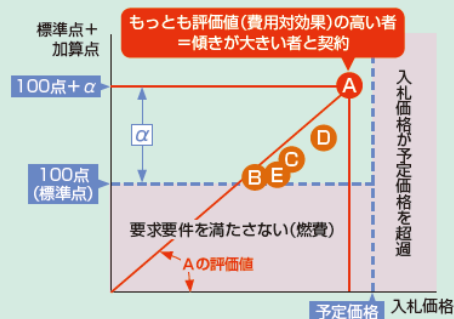 標準点＋
加算点
もっとも評価値（費用対効果）の高い者
＝傾きが大きい者と契約
100点＋α
A
α
D
C
B
E
100点
（標準点）
入札価格が予定価格を超過
要求要件を満たさない（燃費）
Aの評価値
予定価格
入札価格